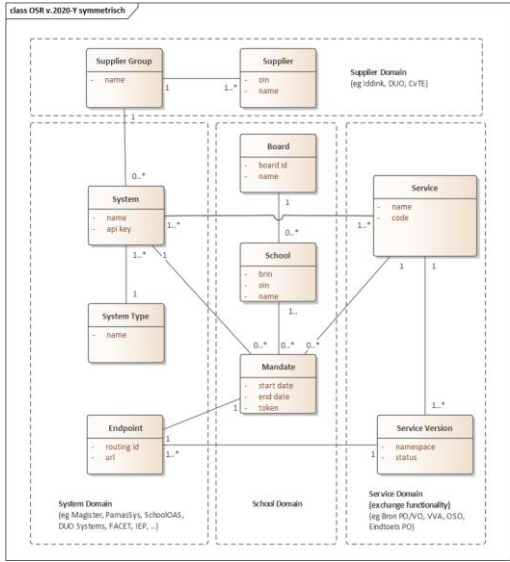 class OSR v.2020-Y symmetrisch
Supplier Group
- name
1
1..*
Supplier
- oin
- name
Supplier Domain
(eg Iddink, DUO, CvTE)
1
0..*
Board
- board id
- name
System
- name
- api key
1..*
1
Service
- name
- code
1..*
0..*
School
- brin
- oin
- name
1..*
1
1
1
1
System Type
- name
1..
0..*
0..*
0..*
Mandate
- start date
- end date
- token
1..*
Endpoint
- routing id
- url
1
1
1..*
Service Version
- namespace
- status
1
System Domain
(eg Magister, ParnasSys, SchoolOAS,
DUO Systems, FACET, IEP, ...)
School Domain
Service Domain
(exchange functionality)
(eg Bron PO/VO, VVA, OSO,
Eindtoets PO)